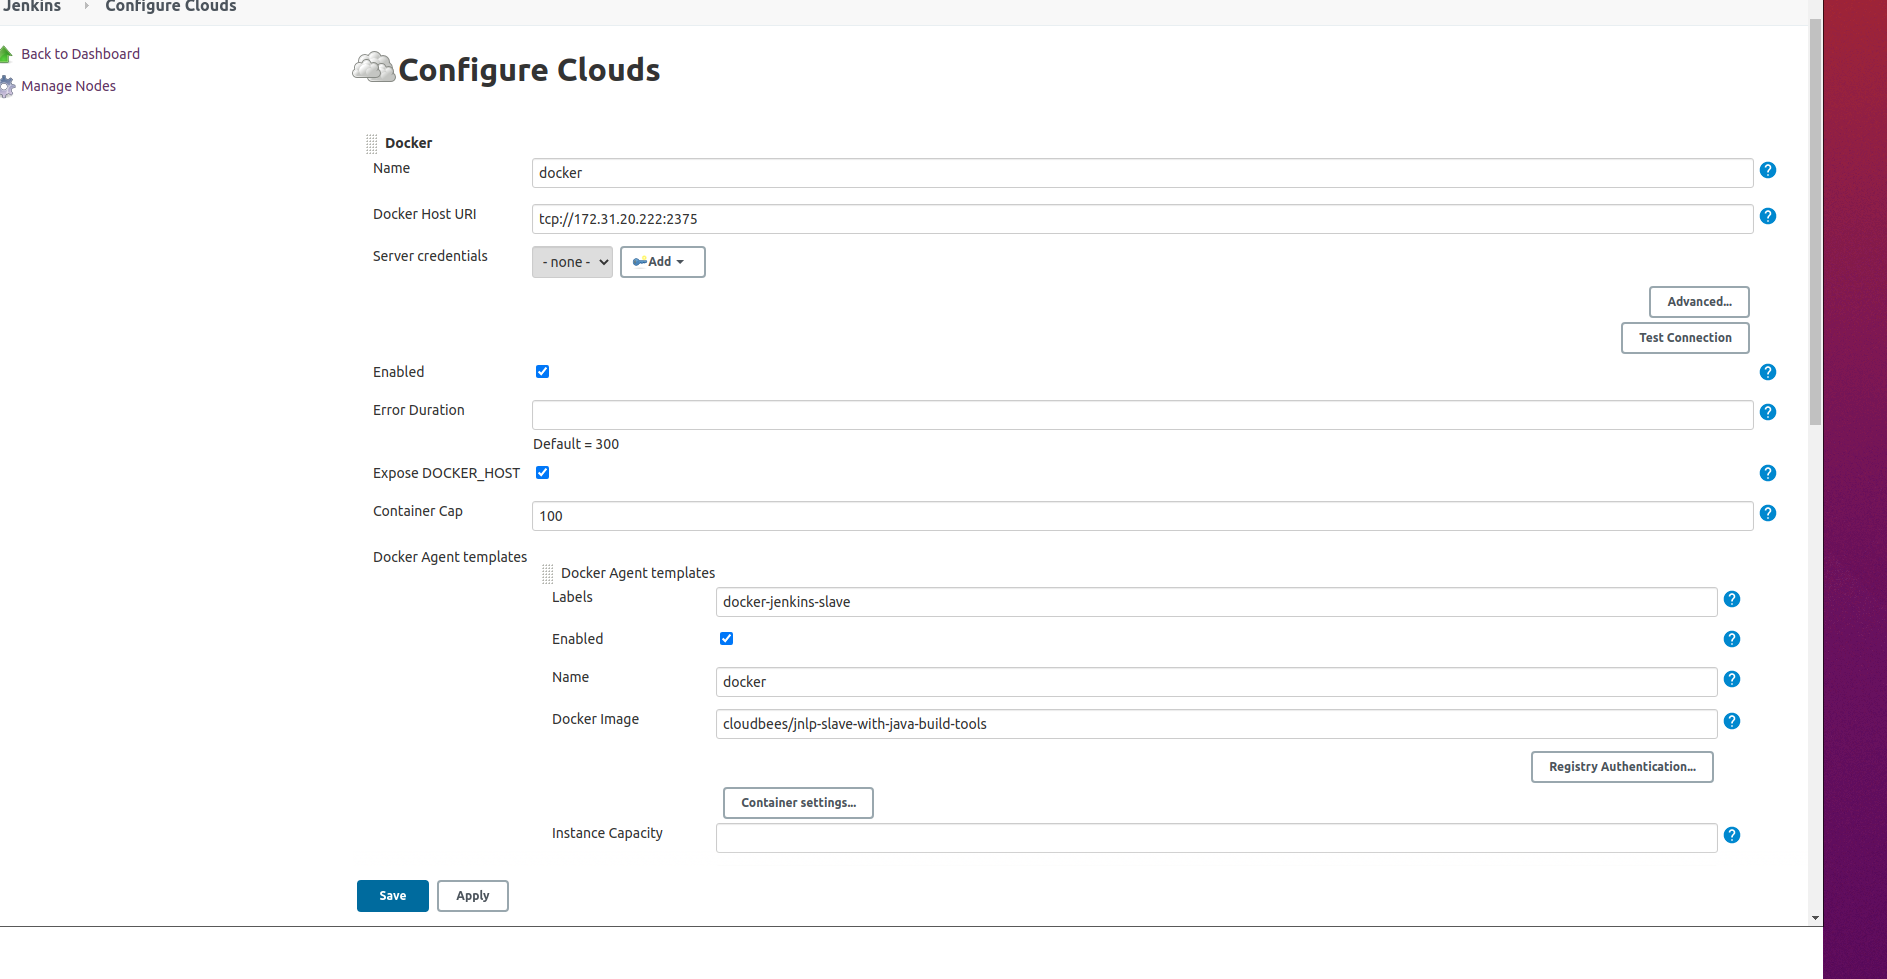 Jenkins Configure Clouds
Back to Dashboard
Manage Nodes
Configure Clouds
Docker
Name
docker
Docker Host URI
tcp://172.31.20.222:2375
Server credentials
- none -
Add
Advanced...
Test Connection
Enabled
Error Duration
Default = 300
Expose DOCKER_HOST
Container Cap
100
Docker Agent templates
Docker Agent templates
Labels
docker-jenkins-slave
Enabled
Name
docker
Docker Image
cloudbees/jnlp-slave-with-java-build-tools
Registry Authentication...
Container settings...
Instance Capacity
Save
Apply